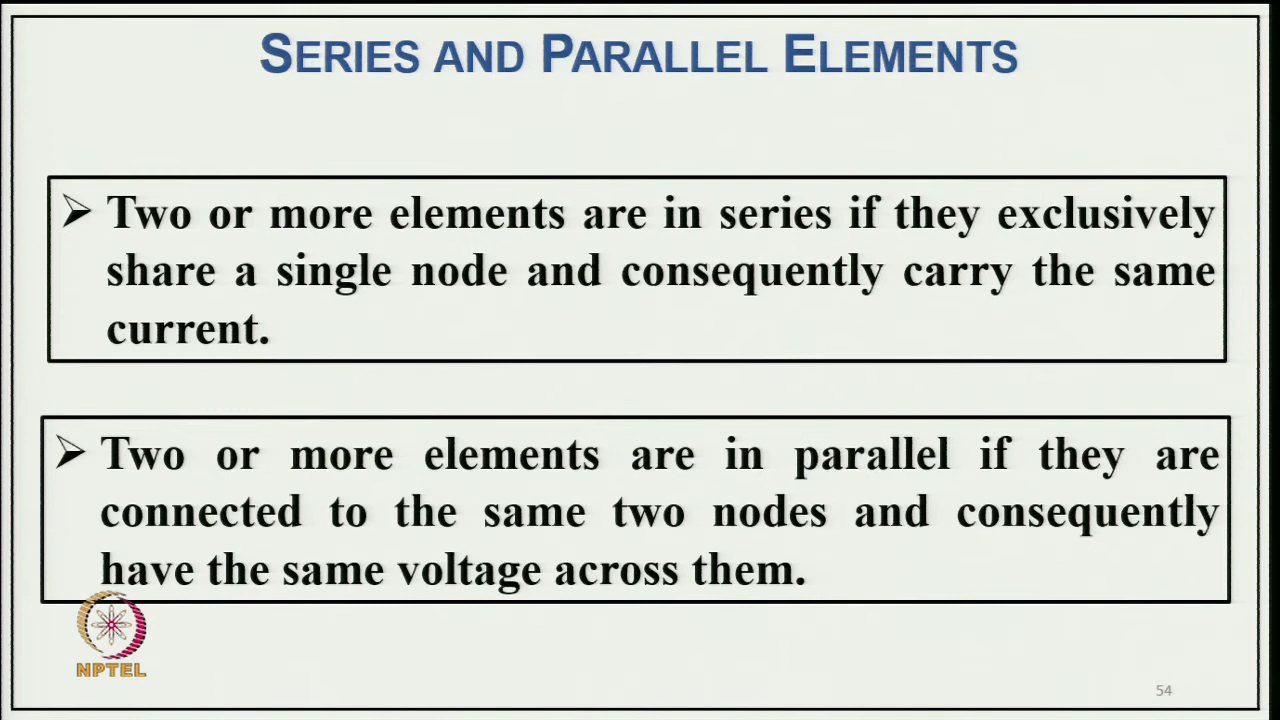 SERIES AND PARALLEL ELEMENTS
➢ Two or more elements are in series if they exclusively
share a single node and consequently carry the same
current.
➢ Two or more elements are in parallel if they are
connected to the same two nodes and consequently
have the same voltage across them.
NPTEL
54